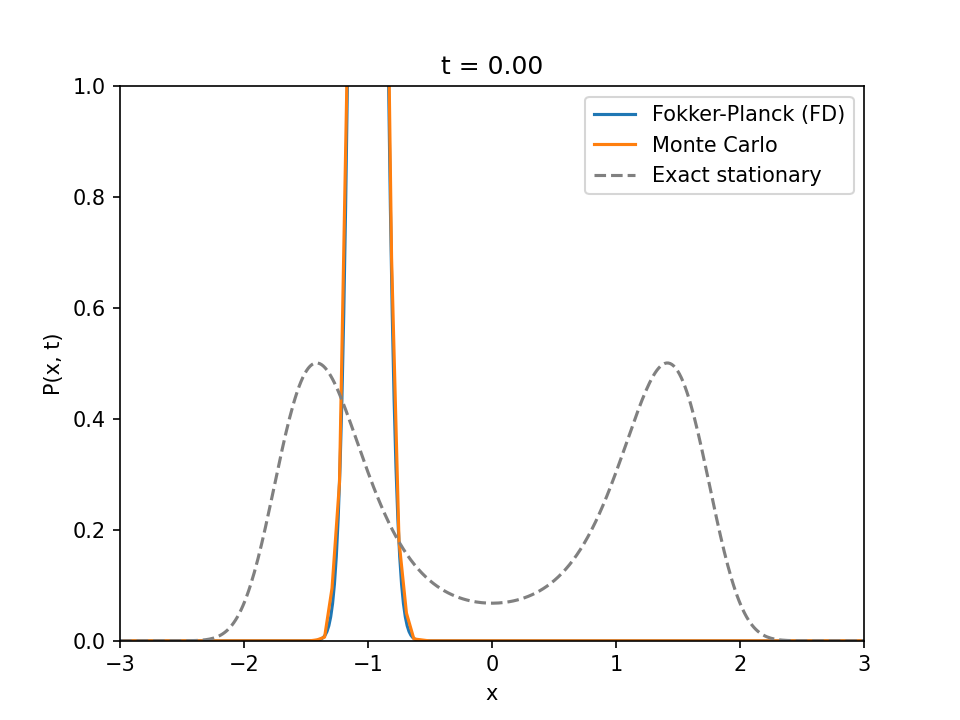 t = 0.00
1.0
0.8
0.6
0.4
0.2
0.0
P(x, t)
Fokker-Planck (FD)
Monte Carlo
Exact stationary
−3 −2 −1 0 1 2 3
x